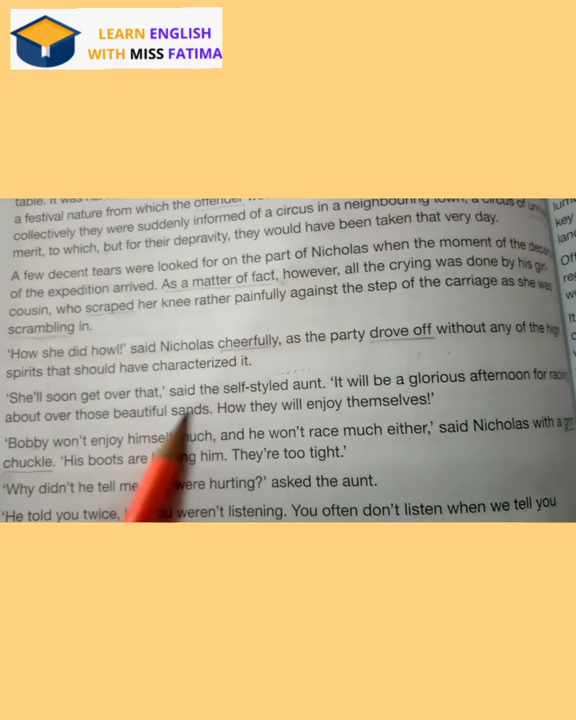 LEARN ENGLISH
WITH MISS FATIMA
table. It was
a festival nature from which the offender
collectively they were suddenly informed of a circus in a neighbouring town, a circus of
merit, to which, but for their depravity, they would have been taken that very day.
A few decent tears were looked for on the part of Nicholas when the moment of the
of the expedition arrived. As a matter of fact, however, all the crying was done by his
cousin, who scraped her knee rather painfully against the step of the carriage as she was
scrambling in.
'How she did howl!' said Nicholas cheerfully, as the party drove off without any of the
spirits that should have characterized it.
'She'll soon get over that,' said the self-styled aunt. 'It will be a glorious afternoon for
about over those beautiful sands. How they will enjoy themselves!'
'Bobby won't enjoy himself much, and he won't race much either,' said Nicholas with a
chuckle. 'His boots are him. They're too tight.'
'Why didn't he tell me were hurting?' asked the aunt.
'He told you twice, weren't listening. You often don't listen when we tell you
key